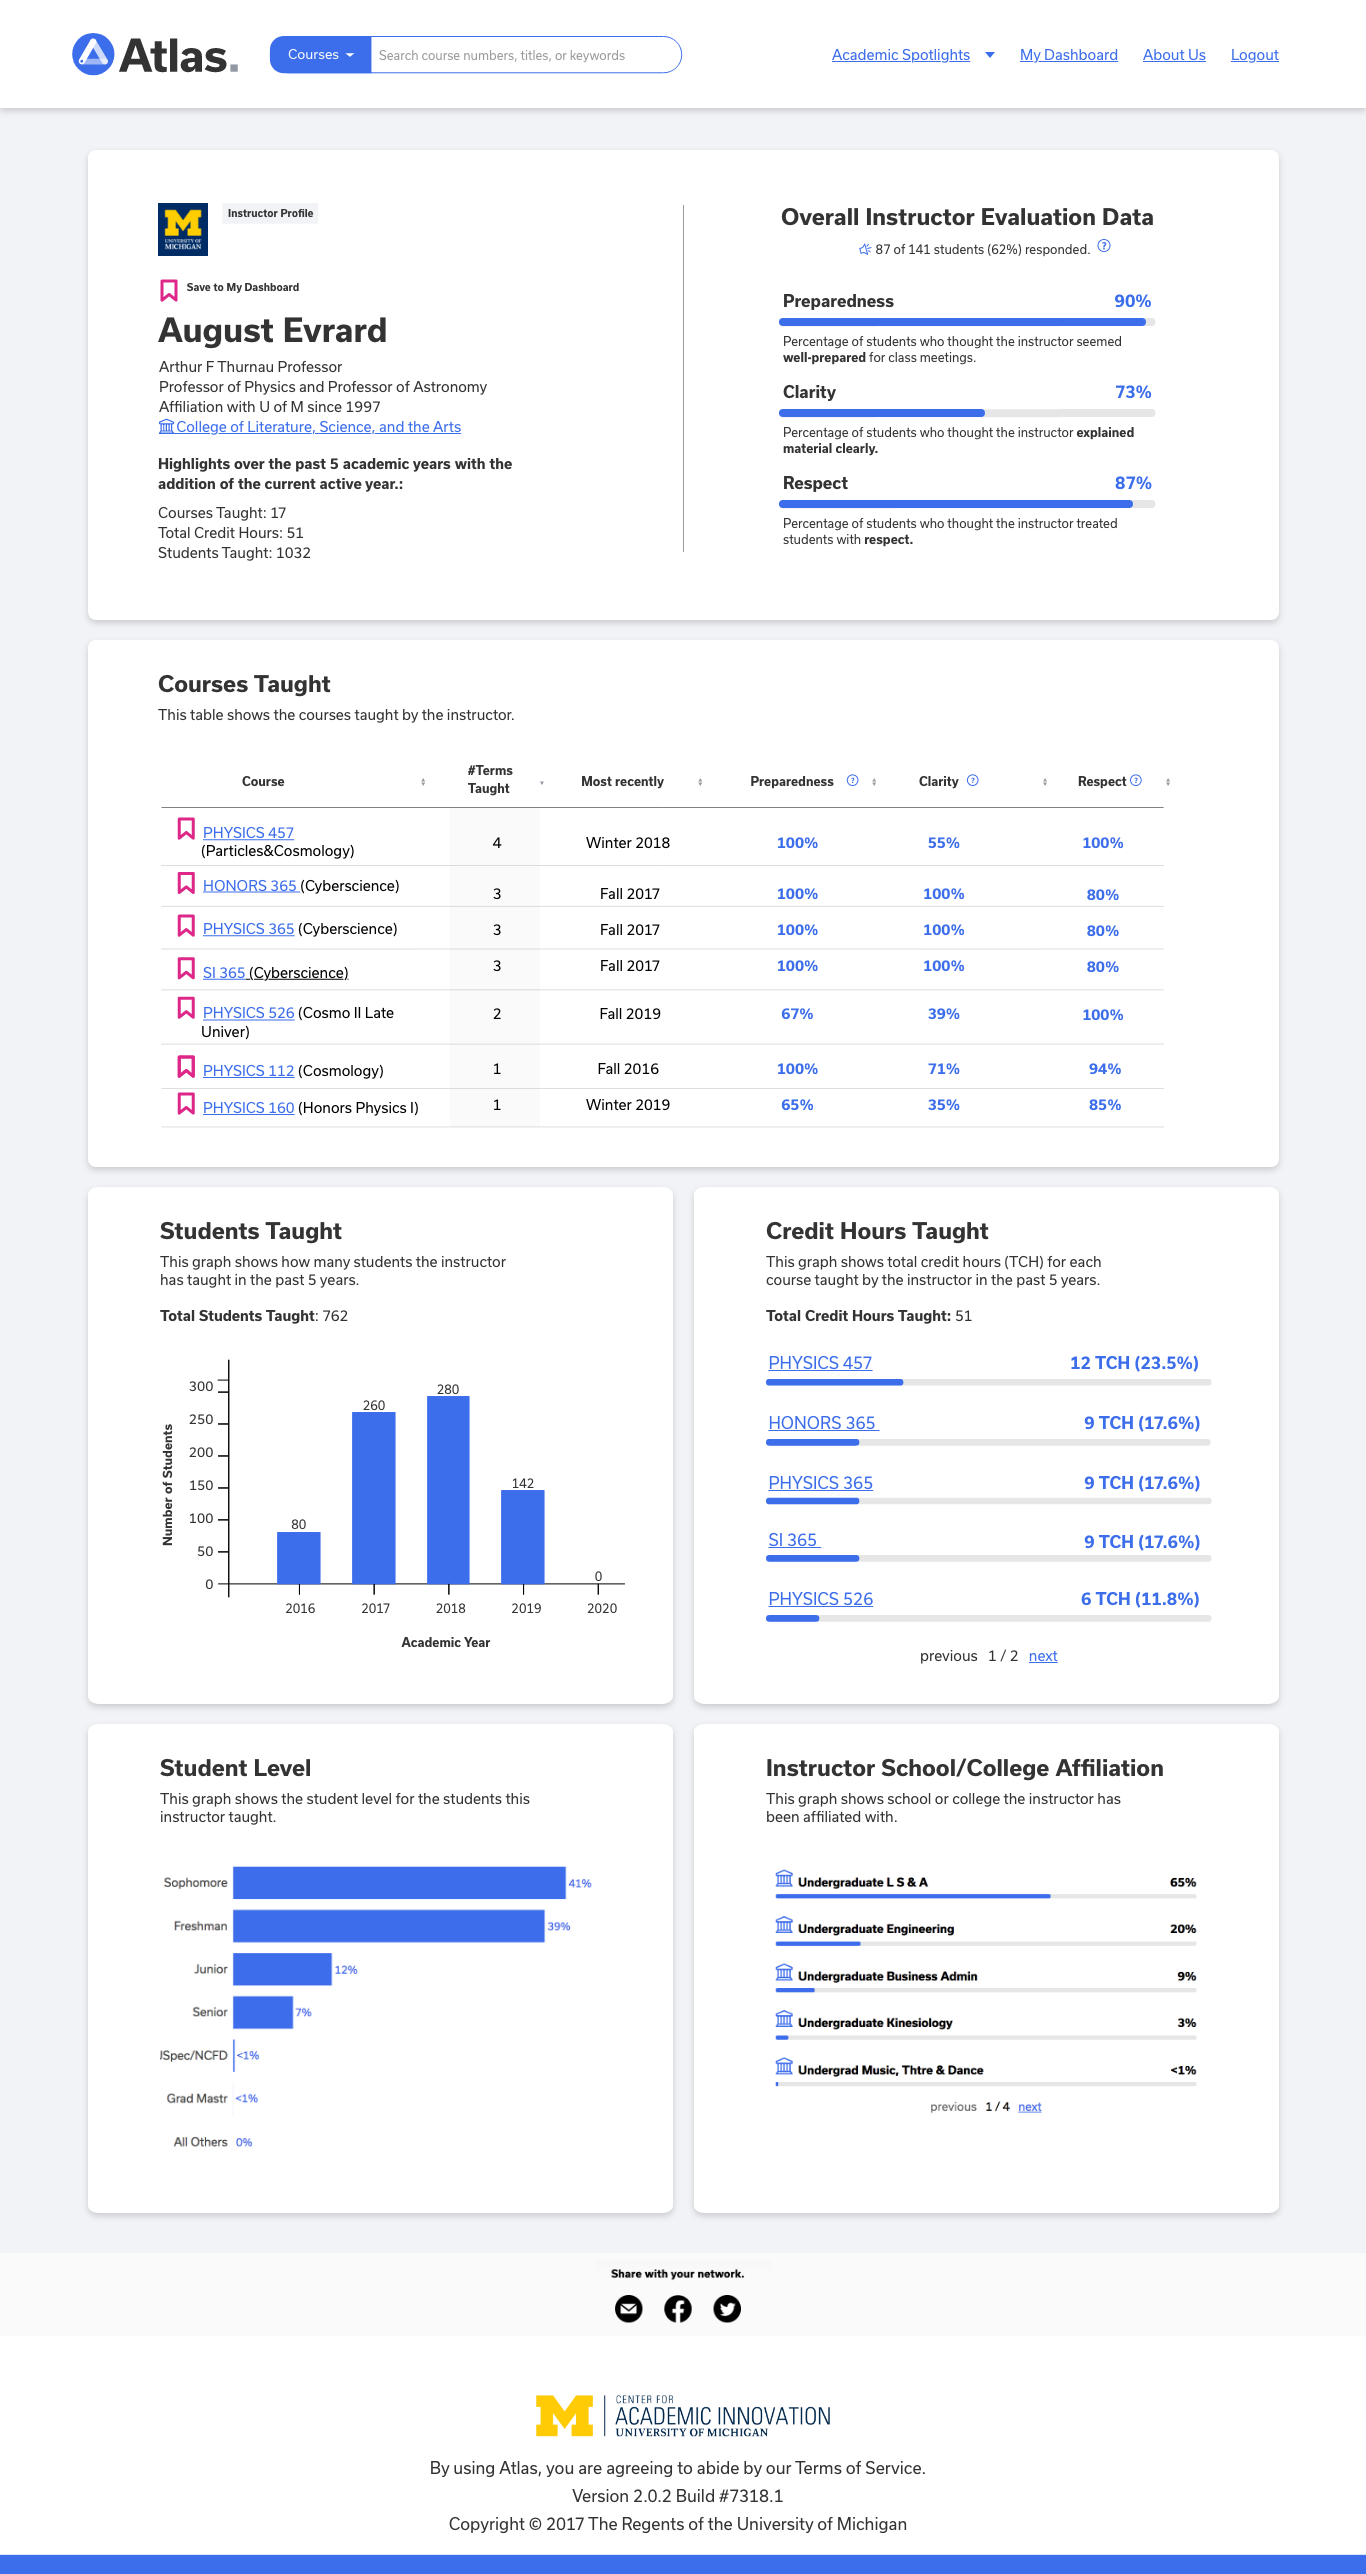 Atlas.
Courses
Search course numbers, titles, or keywords
Academic Spotlights
My Dashboard
About Us
Logout
M
UNIVERSITY OF
MICHIGAN
Instructor Profile
Save to My Dashboard
August Evrard
Arthur F Thurnau Professor
Professor of Physics and Professor of Astronomy
Affiliation with U of M since 1997
College of Literature, Science, and the Arts
Highlights over the past 5 academic years with the
addition of the current active year.:
Courses Taught: 17
Total Credit Hours: 51
Students Taught: 1032
Overall Instructor Evaluation Data
87 of 141 students (62%) responded. ?
Preparedness 90%
Percentage of students who thought the instructor seemed
well-prepared for class meetings.
Clarity 73%
Percentage of students who thought the instructor explained
material clearly.
Respect 87%
Percentage of students who thought the instructor treated
students with respect.
Courses Taught
This table shows the courses taught by the instructor.
Course #Terms Taught Most recently Preparedness ? Clarity ? Respect ?
PHYSICS 457 (Particles&Cosmology) 4 Winter 2018 100% 55% 100%
HONORS 365 (Cyberscience) 3 Fall 2017 100% 100% 80%
PHYSICS 365 (Cyberscience) 3 Fall 2017 100% 100% 80%
SI 365 (Cyberscience) 3 Fall 2017 100% 100% 80%
PHYSICS 526 (Cosmo II Late Univer) 2 Fall 2019 67% 39% 100%
PHYSICS 112 (Cosmology) 1 Fall 2016 100% 71% 94%
PHYSICS 160 (Honors Physics I) 1 Winter 2019 65% 35% 85%
Students Taught
This graph shows how many students the instructor
has taught in the past 5 years.
Total Students Taught: 762
Number of Students
300
250
200
150
100
50
0
80
260
280
142
0
2016 2017 2018 2019 2020
Academic Year
Credit Hours Taught
This graph shows total credit hours (TCH) for each
course taught by the instructor in the past 5 years.
Total Credit Hours Taught: 51
PHYSICS 457 12 TCH (23.5%)
HONORS 365 9 TCH (17.6%)
PHYSICS 365 9 TCH (17.6%)
SI 365 9 TCH (17.6%)
PHYSICS 526 6 TCH (11.8%)
previous 1 / 2 next
Student Level
This graph shows the student level for the students this
instructor taught.
Sophomore 41%
Freshman 39%
Junior 12%
Senior 7%
JSpec/NCFD <1%
Grad Mastr <1%
All Others 0%
Instructor School/College Affiliation
This graph shows school or college the instructor has
been affiliated with.
Undergraduate L S & A 65%
Undergraduate Engineering 20%
Undergraduate Business Admin 9%
Undergraduate Kinesiology 3%
Undergrad Music, Thtre & Dance <1%
previous 1 / 4 next
Share with your network.
M
CENTER FOR
ACADEMIC INNOVATION
UNIVERSITY OF MICHIGAN
By using Atlas, you are agreeing to abide by our Terms of Service.
Version 2.0.2 Build #7318.1
Copyright © 2017 The Regents of the University of Michigan